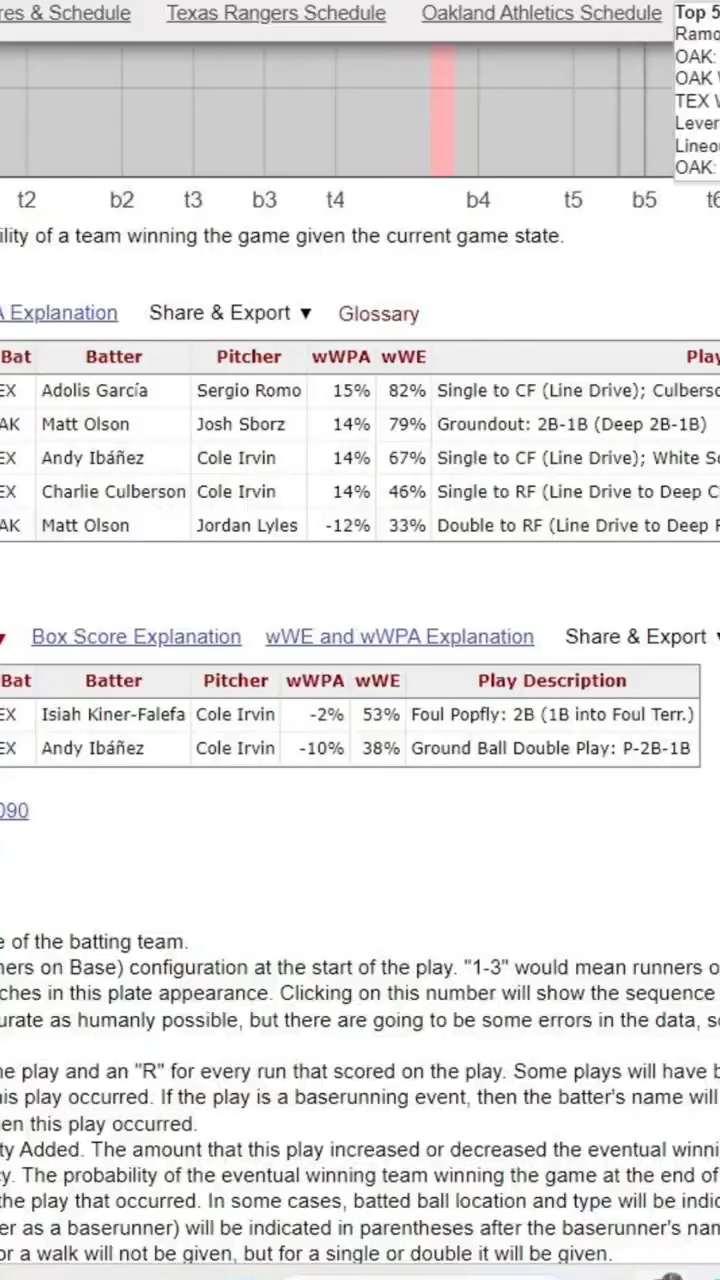 res & Schedule Texas Rangers Schedule Oakland Athletics Schedule
Top 5
Ramo
OAK:
OAK
TEX
Lever
Lineo
OAK:
t2 b2 t3 b3 t4 b4 t5 b5 t6
ility of a team winning the game given the current game state.
Explanation Share & Export ▼ Glossary
Bat Batter Pitcher wWPA wWE Play
EX Adolis García Sergio Romo 15% 82% Single to CF (Line Drive); Culberso
AK Matt Olson Josh Sborz 14% 79% Groundout: 2B-1B (Deep 2B-1B)
EX Andy Ibáñez Cole Irvin 14% 67% Single to CF (Line Drive); White Sc
EX Charlie Culberson Cole Irvin 14% 46% Single to RF (Line Drive to Deep C
AK Matt Olson Jordan Lyles -12% 33% Double to RF (Line Drive to Deep
Box Score Explanation wWE and wWPA Explanation Share & Export
Bat Batter Pitcher wWPA wWE Play Description
EX Isiah Kiner-Falefa Cole Irvin -2% 53% Foul Popfly: 2B (1B into Foul Terr.)
EX Andy Ibáñez Cole Irvin -10% 38% Ground Ball Double Play: P-2B-1B
090
e of the batting team.
ners on Base) configuration at the start of the play. "1-3" would mean runners o
ches in this plate appearance. Clicking on this number will show the sequence
urate as humanly possible, but there are going to be some errors in the data, s
ne play and an "R" for every run that scored on the play. Some plays will have b
his play occurred. If the play is a baserunning event, then the batter's name will
en this play occurred.
ty Added. The amount that this play increased or decreased the eventual winni
cy. The probability of the eventual winning team winning the game at the end of
the play that occurred. In some cases, batted ball location and type will be indic
er as a baserunner) will be indicated in parentheses after the baserunner's nam
or a walk will not be given, but for a single or double it will be given.